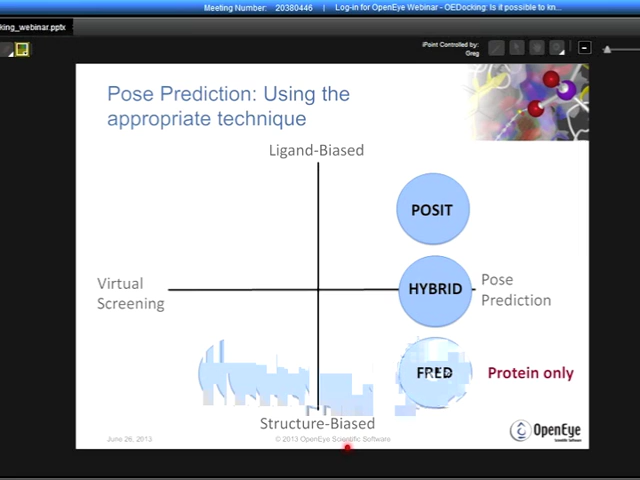 Meeting Number: 20380446 | Log-in for OpenEye Webinar - OEDocking: Is it possible to kn...
king_webinar.pptx
iPoint Controlled by:
Greg
Pose Prediction: Using the
appropriate technique
Ligand-Biased
POSIT
Virtual
Screening
HYBRID
Pose
Prediction
FRED
Protein only
Structure-Biased
June 26, 2013
© 2013 OpenEye Scientific Software
OpenEye
Scientific Software